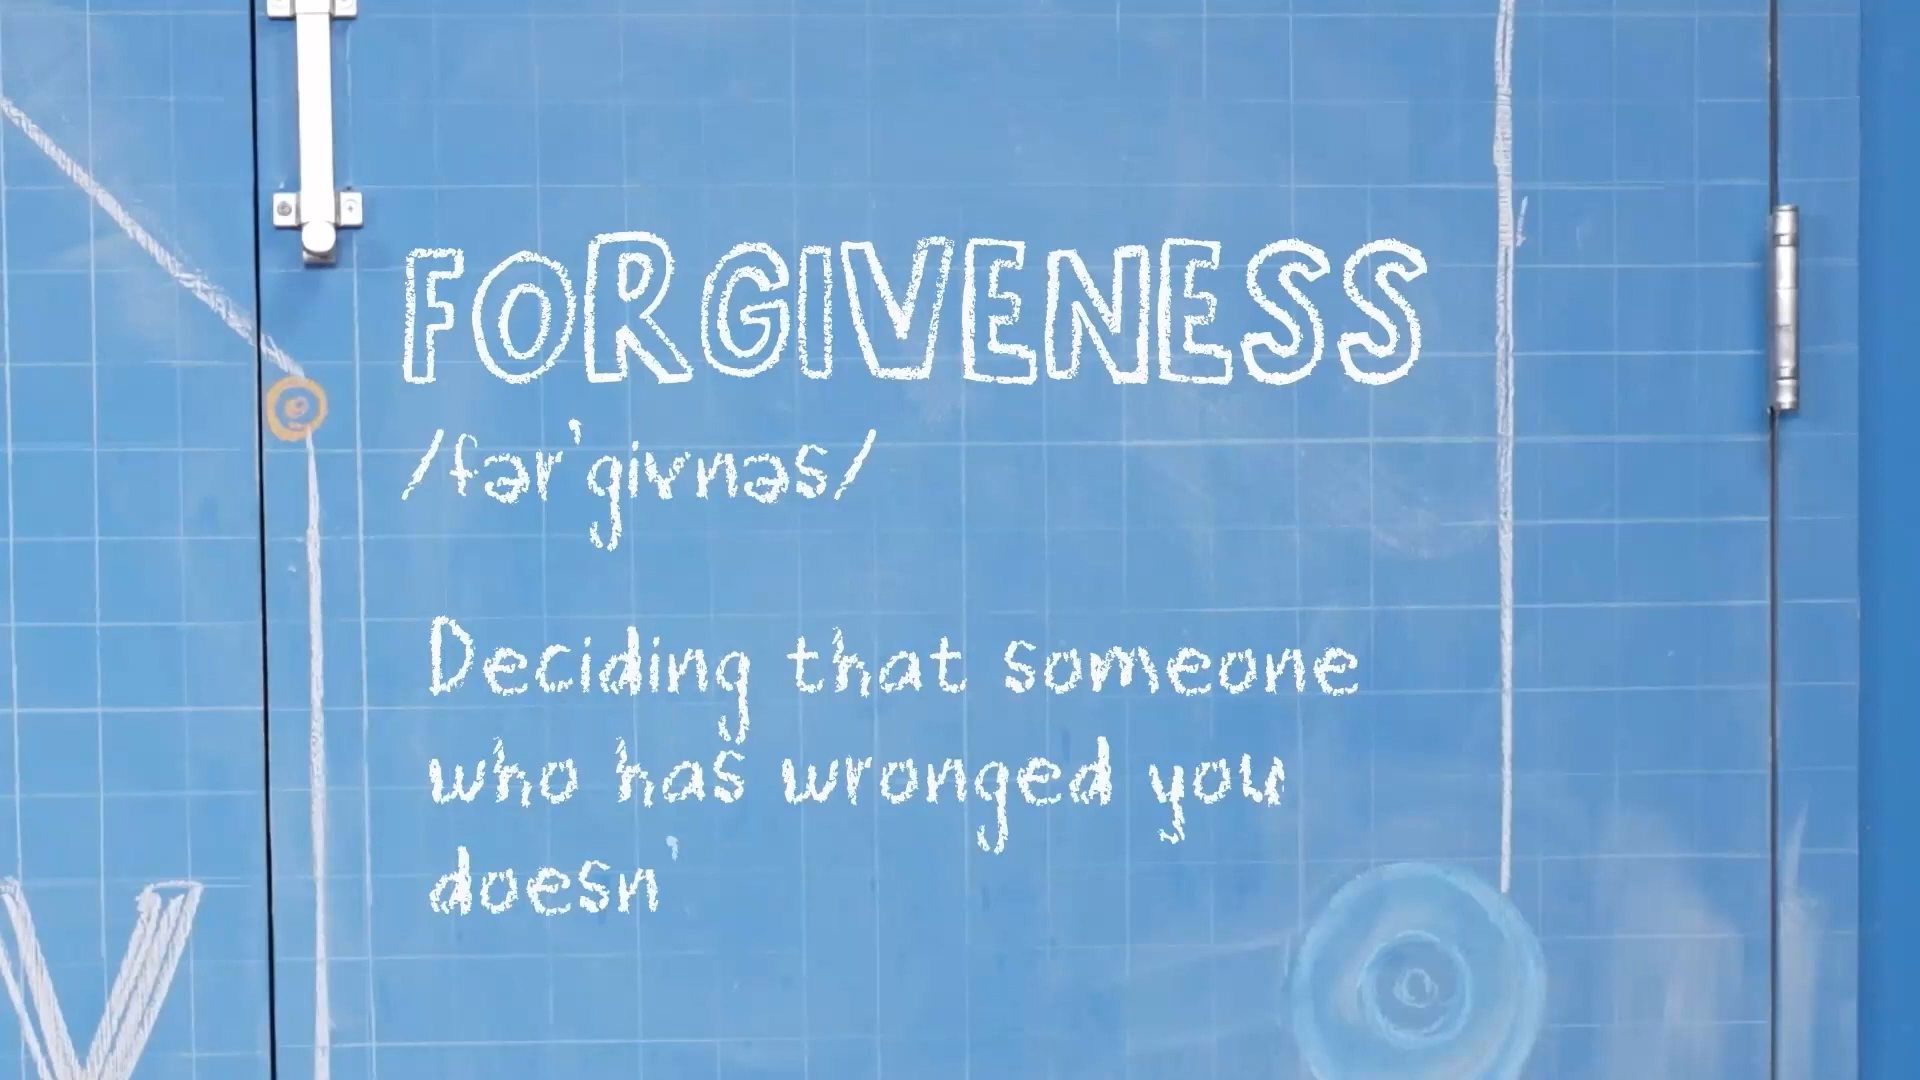 FORGIVENESS
/fər'givnəs/
Deciding that someone
who has wronged you
doesn'